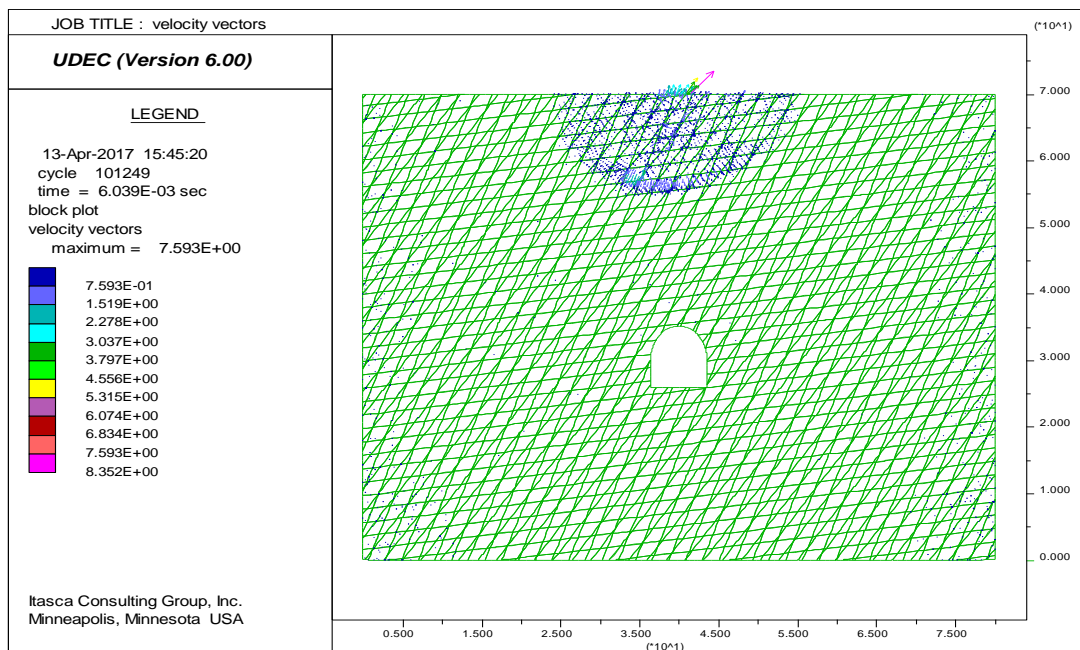 JOB TITLE : velocity vectors
(*10^1)
UDEC (Version 6.00)
LEGEND
13-Apr-2017 15:45:20
cycle 101249
time = 6.039E-03 sec
block plot
velocity vectors
maximum = 7.593E+00
7.593E-01
1.519E+00
2.278E+00
3.037E+00
3.797E+00
4.556E+00
5.315E+00
6.074E+00
6.834E+00
7.593E+00
8.352E+00
Itasca Consulting Group, Inc.
Minneapolis, Minnesota USA
7.000
6.000
5.000
4.000
3.000
2.000
1.000
0.000
0.500 1.500 2.500 3.500 4.500 5.500 6.500 7.500
(*10^1)